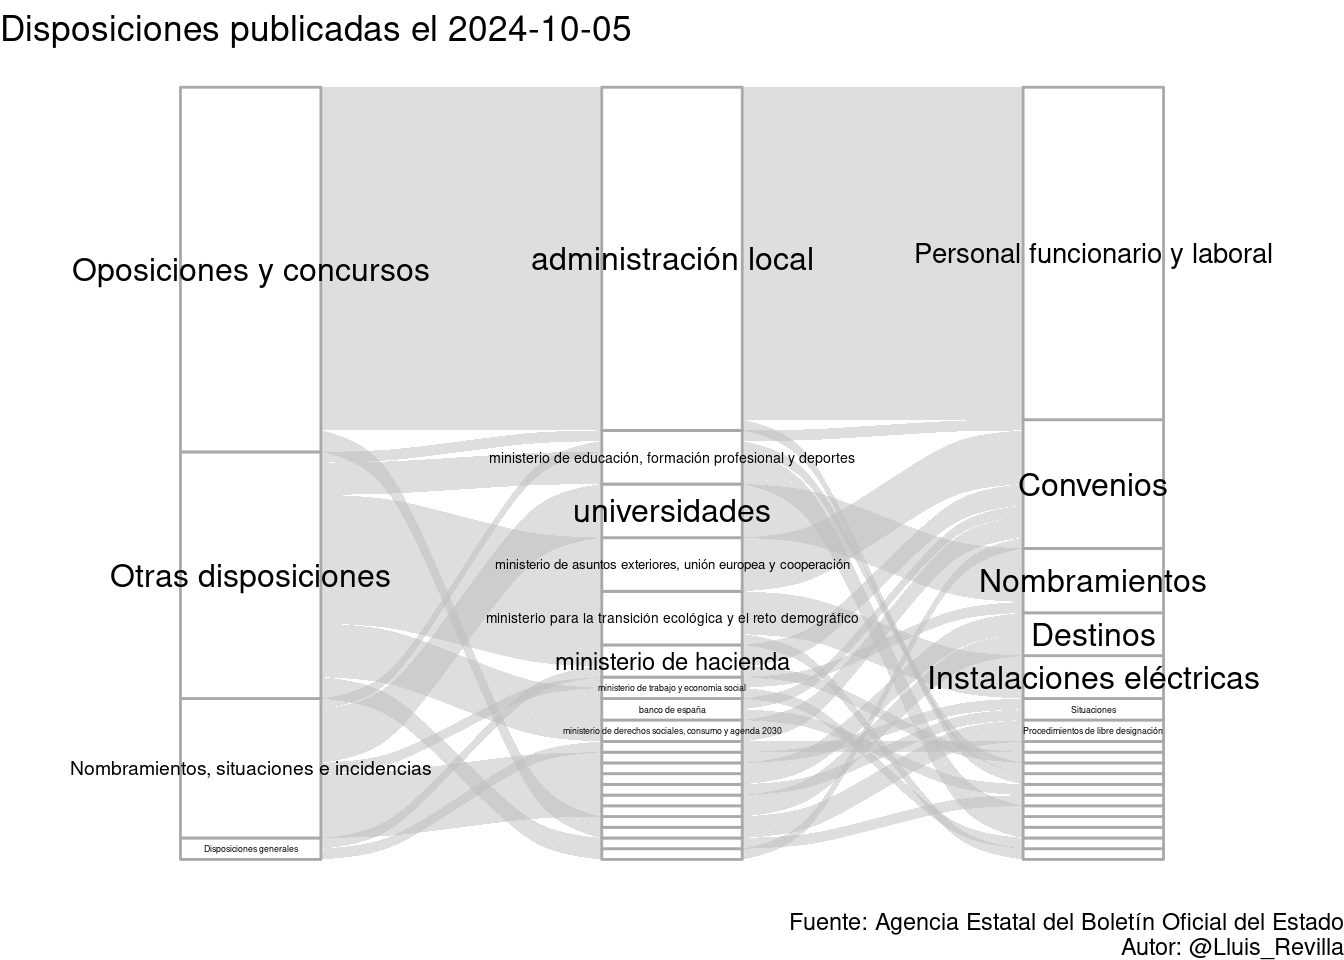 Disposiciones publicadas el 2024-10-05
Oposiciones y concursos
Otras disposiciones
Nombramientos, situaciones e incidencias
Disposiciones generales
administración local
ministerio de educación, formación profesional y deportes
universidades
ministerio de asuntos exteriores, unión europea y cooperación
ministerio para la transición ecológica y el reto demográfico
ministerio de hacienda
ministerio de trabajo y economía social
banco de españa
ministerio de derechos sociales, consumo y agenda 2030
Personal funcionario y laboral
Convenios
Nombramientos
Destinos
Instalaciones eléctricas
Situaciones
Procedimientos de libre designación
Fuente: Agencia Estatal del Boletín Oficial del Estado
Autor: @Lluis_Revilla